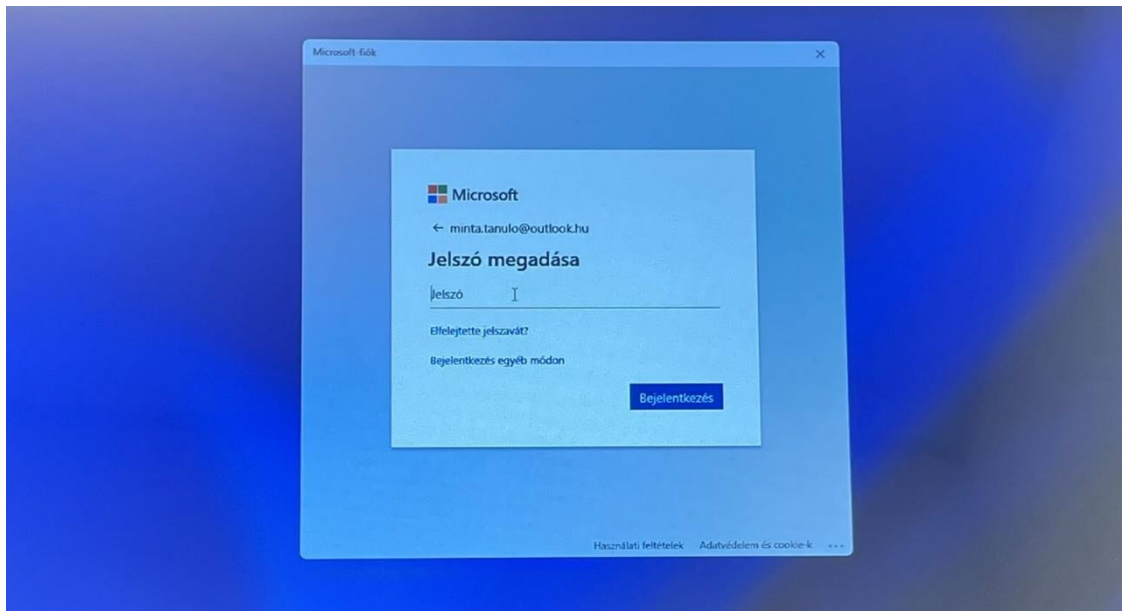 Microsoft-fiók
Microsoft
← minta.tanulo@outlook.hu
Jelszó megadása
Jelszó
Elfelejtette jelszavát?
Bejelentkezés egyéb módon
Bejelentkezés
Használati feltételek Adatvédelem és cookie-k ...